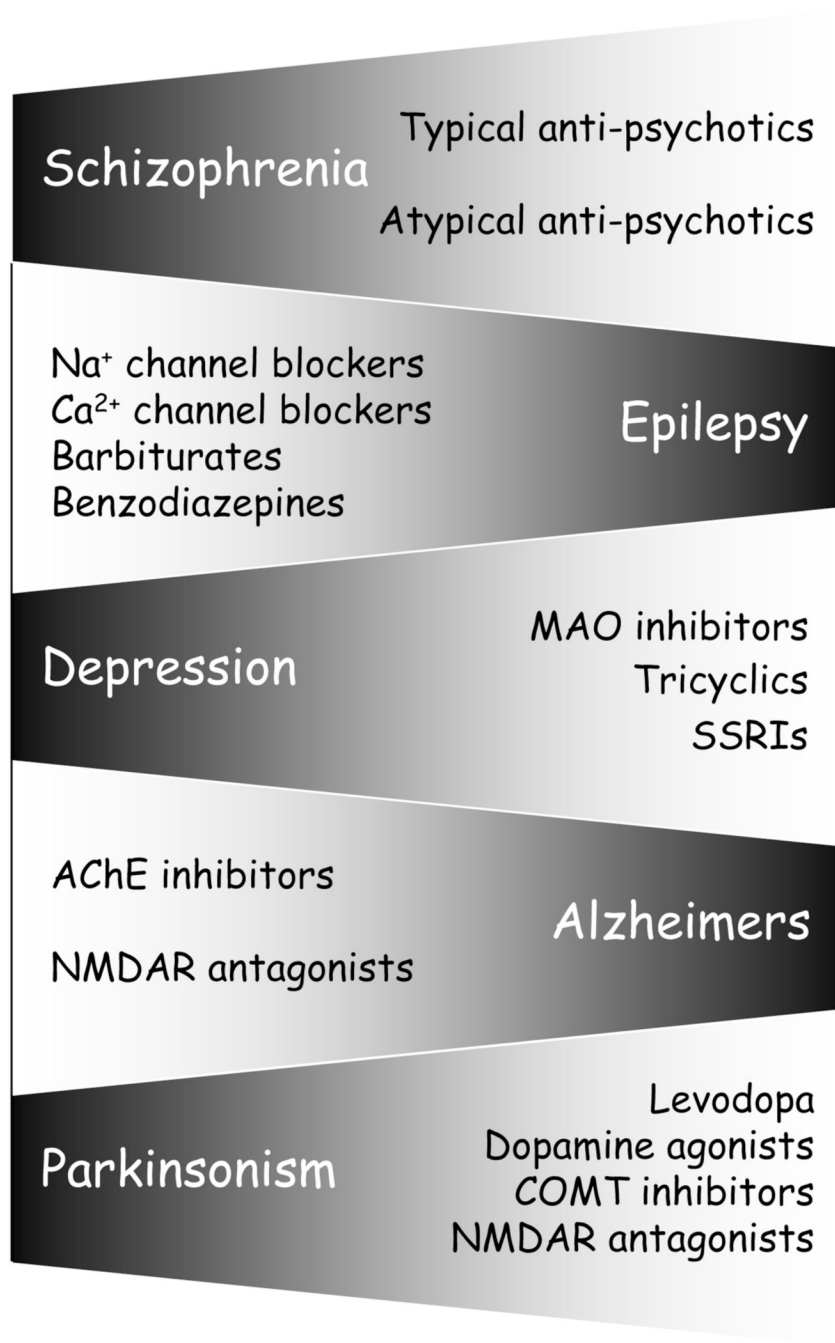 Schizophrenia
Typical anti-psychotics
Atypical anti-psychotics
Na⁺ channel blockers
Ca²⁺ channel blockers
Barbiturates
Benzodiazepines
Epilepsy
Depression
MAO inhibitors
Tricyclics
SSRIs
AChE inhibitors
NMDAR antagonists
Alzheimers
Parkinsonism
Levodopa
Dopamine agonists
COMT inhibitors
NMDAR antagonists